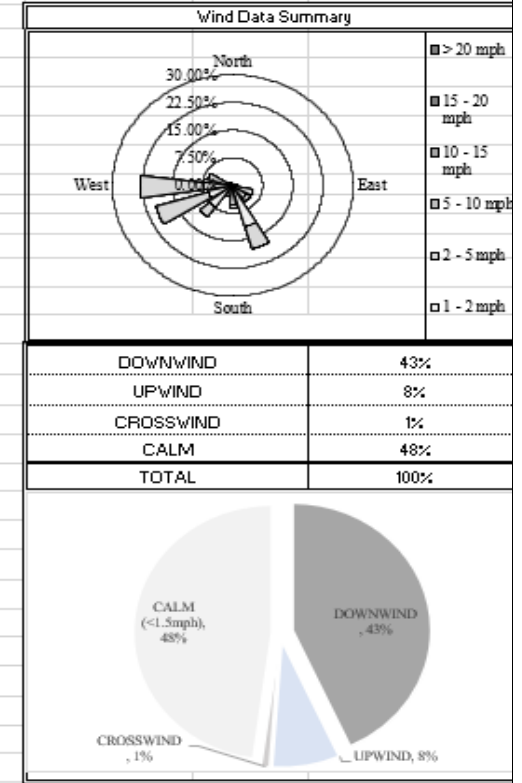 Wind Data Summary
North
30.00%
22.50%
15.00%
7.50%
0.00%
West
East
South
> 20 mph
15 - 20
mph
10 - 15
mph
5 - 10 mph
2 - 5 mph
1 - 2 mph
DOWNWIND 43%
UPWIND 8%
CROSSWIND 1%
CALM 48%
TOTAL 100%
CALM
(<1.5mph),
48%
DOWNWIND
, 43%
CROSSWIND
, 1%
UPWIND, 8%